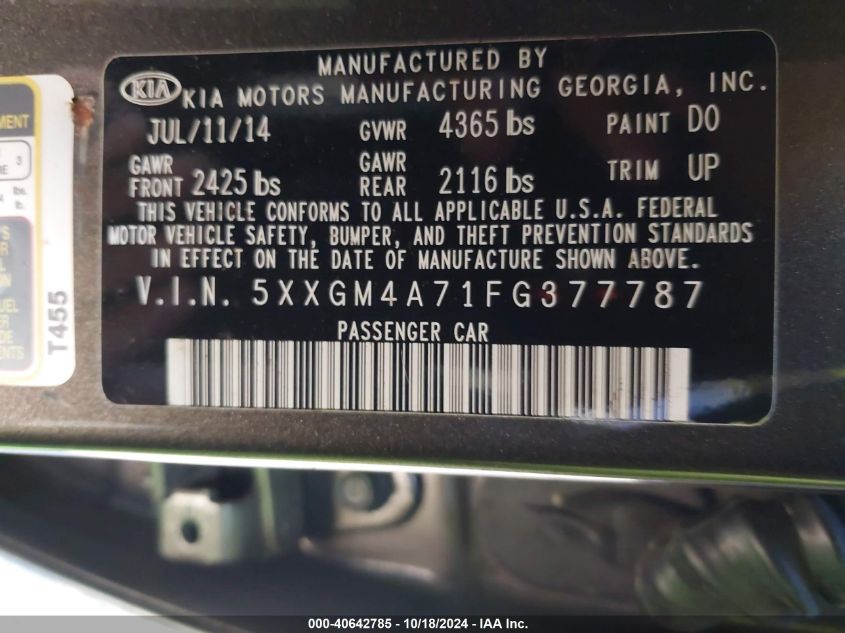 MANUFACTURED BY
KIA KIA MOTORS MANUFACTURING GEORGIA, INC.
JUL/11/14 GVWR 4365 lbs PAINT D0
GAWR FRONT 2425 lbs GAWR REAR 2116 lbs TRIM UP
THIS VEHICLE CONFORMS TO ALL APPLICABLE U.S.A. FEDERAL
MOTOR VEHICLE SAFETY, BUMPER, AND THEFT PREVENTION STANDARDS
IN EFFECT ON THE DATE OF MANUFACTURE SHOWN ABOVE.
V.I.N. 5XXGM4A71FG377787
PASSENGER CAR
3
lbs.
lb.
T455
000-40642785 - 10/18/2024 - IAA Inc.